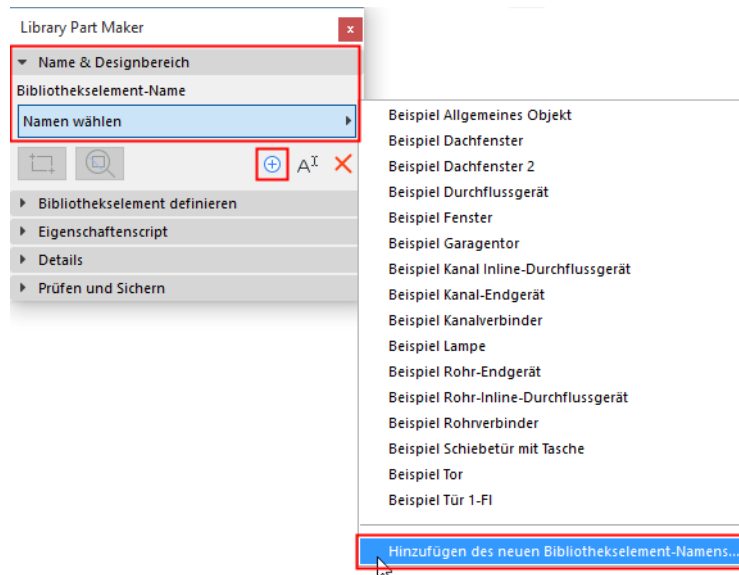 Library Part Maker
x
Name & Designbereich
Bibliothekselement-Name
Namen wählen
Bibliothekselement definieren
Eigenschaftenscript
Details
Prüfen und Sichern
Beispiel Allgemeines Objekt
Beispiel Dachfenster
Beispiel Dachfenster 2
Beispiel Durchflussgerät
Beispiel Fenster
Beispiel Garagentor
Beispiel Kanal Inline-Durchflussgerät
Beispiel Kanal-Endgerät
Beispiel Kanalverbinder
Beispiel Lampe
Beispiel Rohr-Endgerät
Beispiel Rohr-Inline-Durchflussgerät
Beispiel Rohrverbinder
Beispiel Schiebetür mit Tasche
Beispiel Tor
Beispiel Tür 1-Fl
Hinzufügen des neuen Bibliothekselement-Namens...